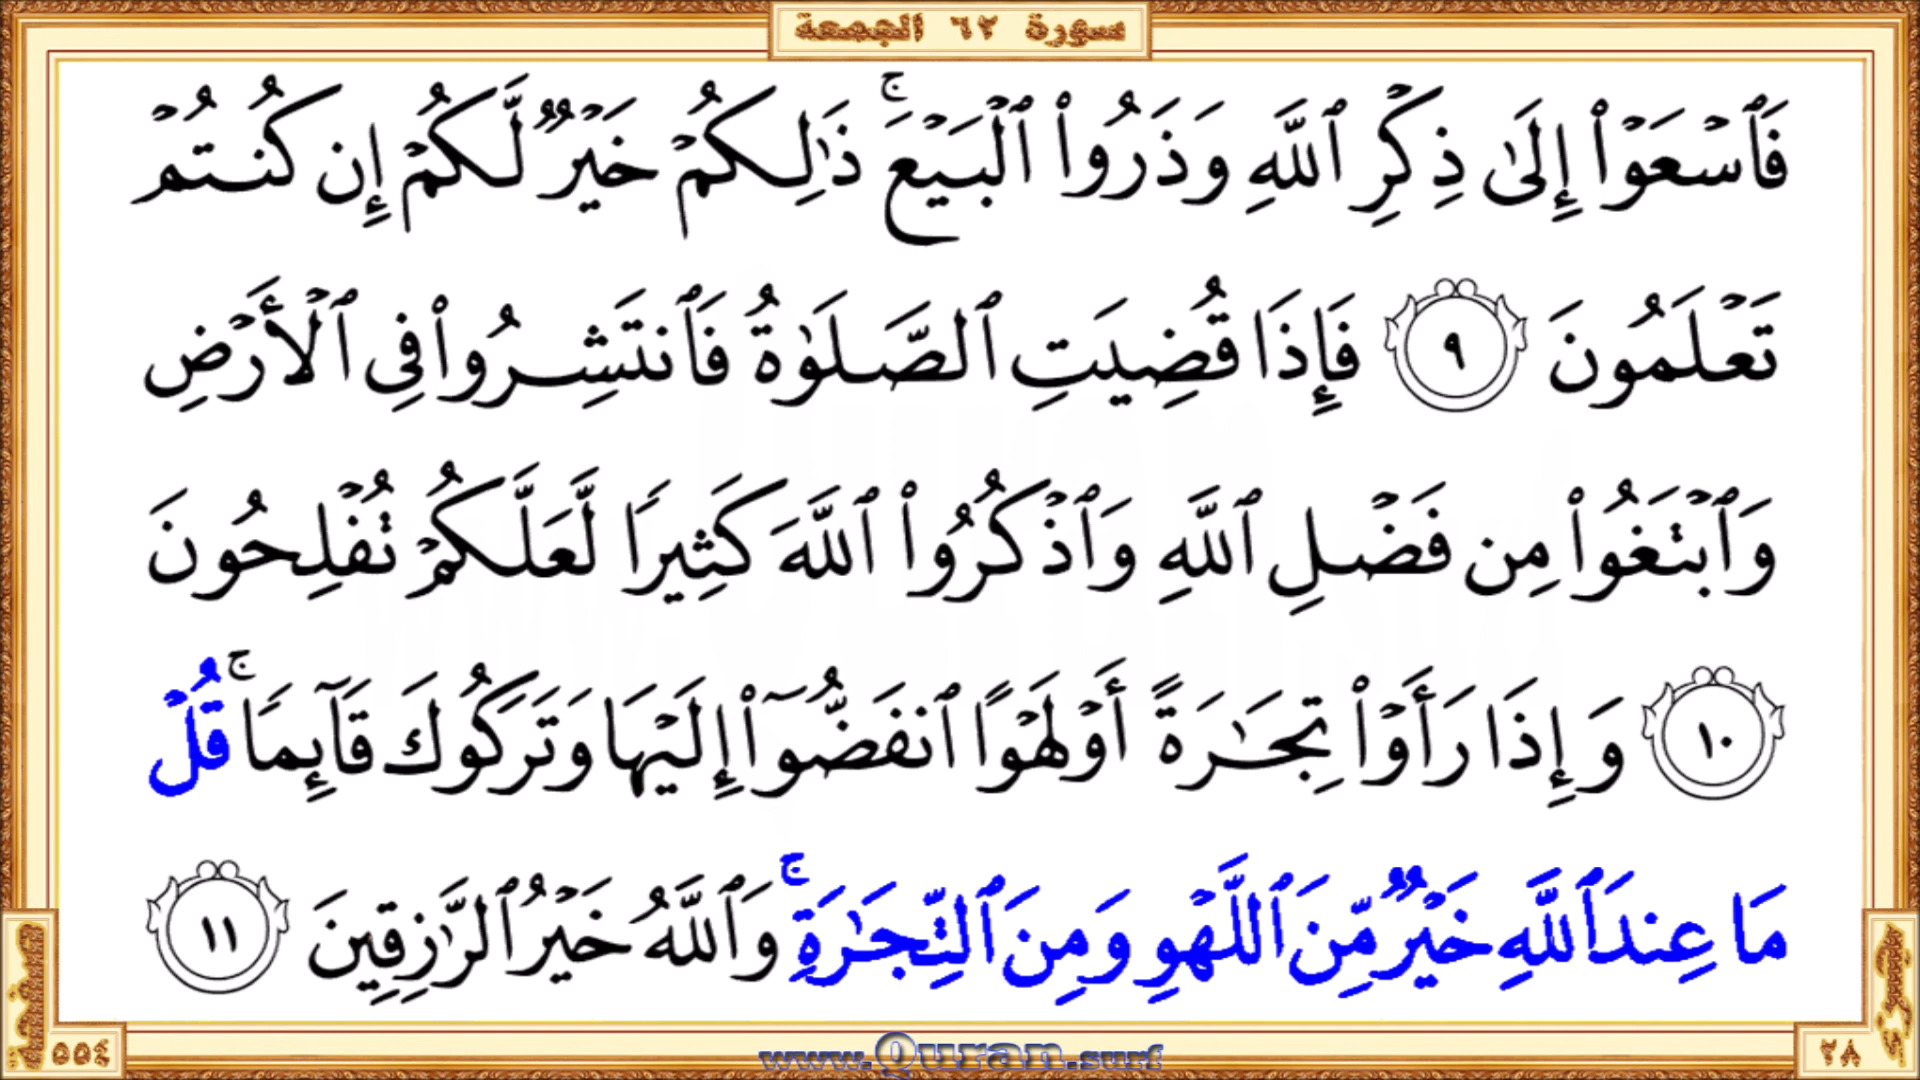 سورة ٦٢ الجمعة
فَٱسۡعَوۡاْ إِلَىٰ ذِكۡرِ ٱللَّهِ وَذَرُواْ ٱلۡبَيۡعَۚ ذَٰلِكُمۡ خَيۡرٞ لَّكُمۡ إِن كُنتُمۡ
تَعۡلَمُونَ ٩ فَإِذَا قُضِيَتِ ٱلصَّلَوٰةُ فَٱنتَشِرُواْ فِي ٱلۡأَرۡضِ
وَٱبۡتَغُواْ مِن فَضۡلِ ٱللَّهِ وَٱذۡكُرُواْ ٱللَّهَ كَثِيرٗا لَّعَلَّكُمۡ تُفۡلِحُونَ
١٠ وَإِذَا رَأَوۡاْ تِجَٰرَةً أَوۡ لَهۡوًا ٱنفَضُّوٓاْ إِلَيۡهَا وَتَرَكُوكَ قَآئِمٗاۚ قُلۡ
مَا عِندَ ٱللَّهِ خَيۡرٞ مِّنَ ٱللَّهۡوِ وَمِنَ ٱلتِّجَٰرَةِۚ وَٱللَّهُ خَيۡرُ ٱلرَّٰزِقِينَ ١١
صفحة ٥٥٤
www.Quran.surf
٢٨